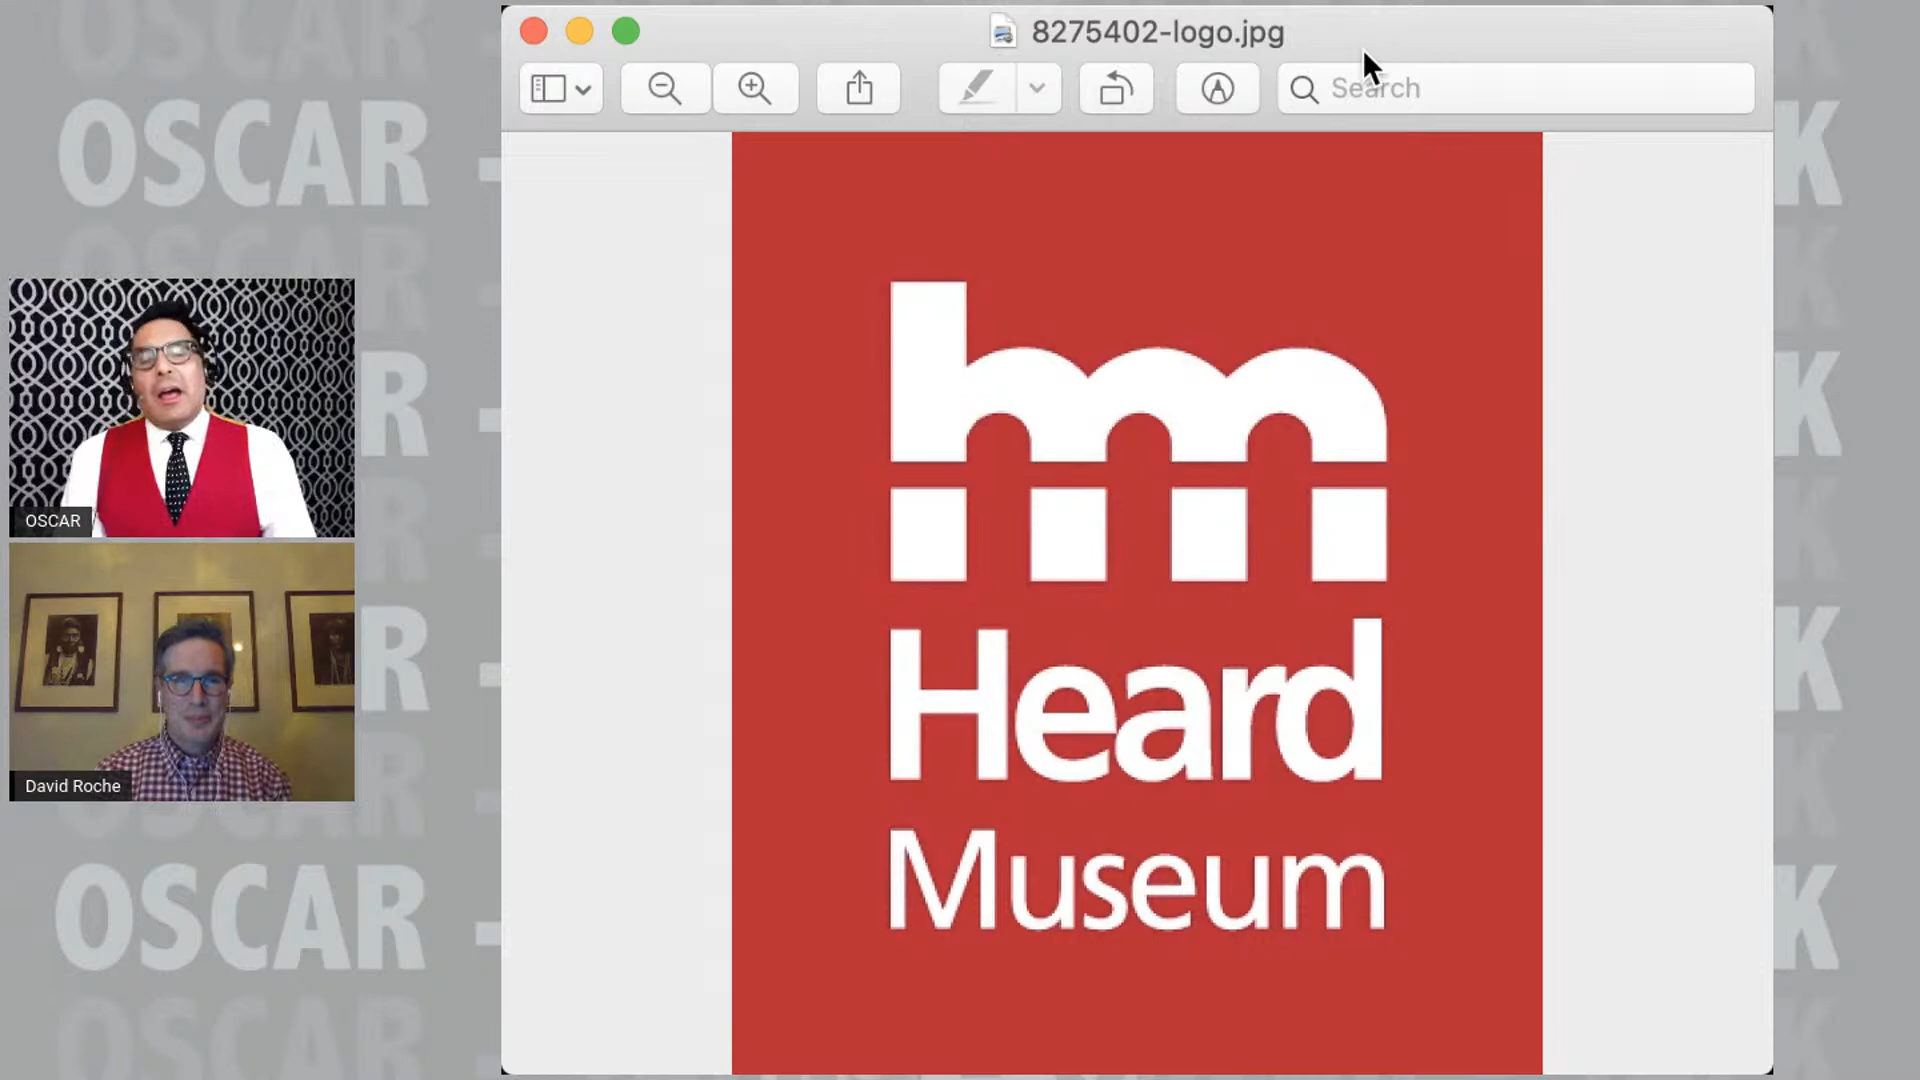 8275402-logo.jpg
Search
OSCAR -
K
R -
K
OSCAR
R -
K
David Roche
OSCAR -
K
hm
Heard
Museum